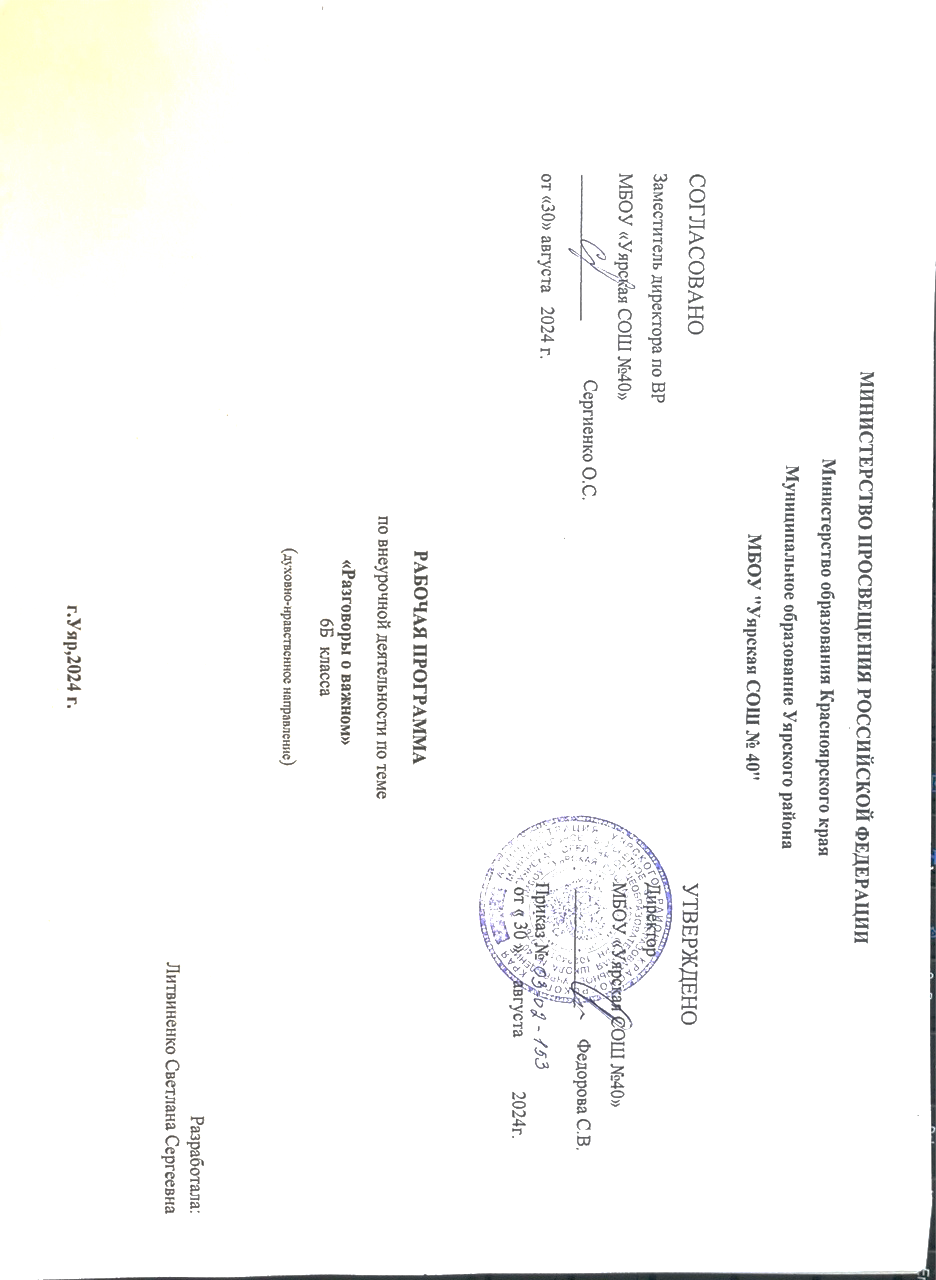 МИНИСТЕРСТВО ПРОСВЕЩЕНИЯ РОССИЙСКОЙ ФЕДЕРАЦИИ
Министерство образования Красноярского края
Муниципальное образование Уярского района
МБОУ "Уярская СОШ № 40"
СОГЛАСОВАНО
Заместитель директора по ВР
МБОУ «Уярская СОШ №40»
Сергиенко О.С.
от «30» августа 2024 г.
УТВЕРЖДЕНО
Директор
МБОУ «Уярская СОШ №40»
Федорова С.В.
Приказ № 03-02-153
от « 30 » августа 2024г.
РАБОЧАЯ ПРОГРАММА
по внеурочной деятельности по теме
«Разговоры о важном»
6Б класса
(духовно-нравственное направление)
Разработала:
Литвиненко Светлана Сергеевна
г.Уяр,2024 г.